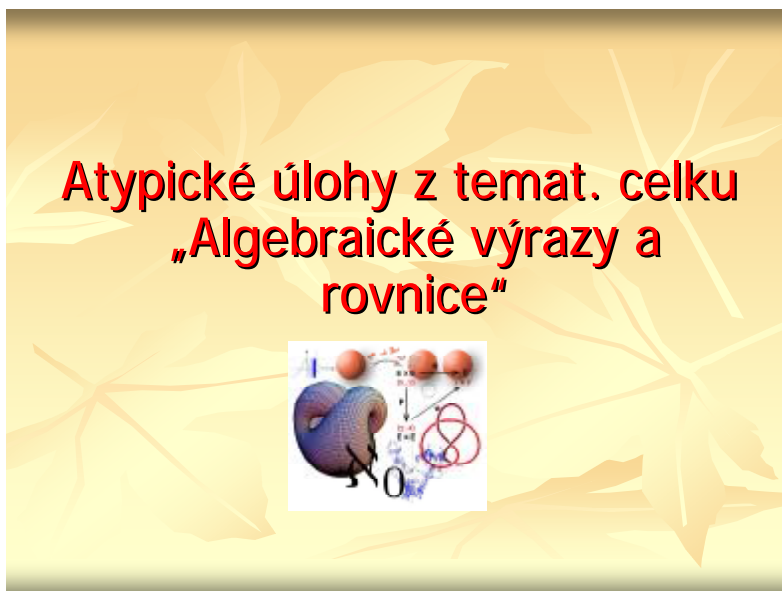 Atypické úlohy z temat. celku
„Algebraické výrazy a
rovnice“